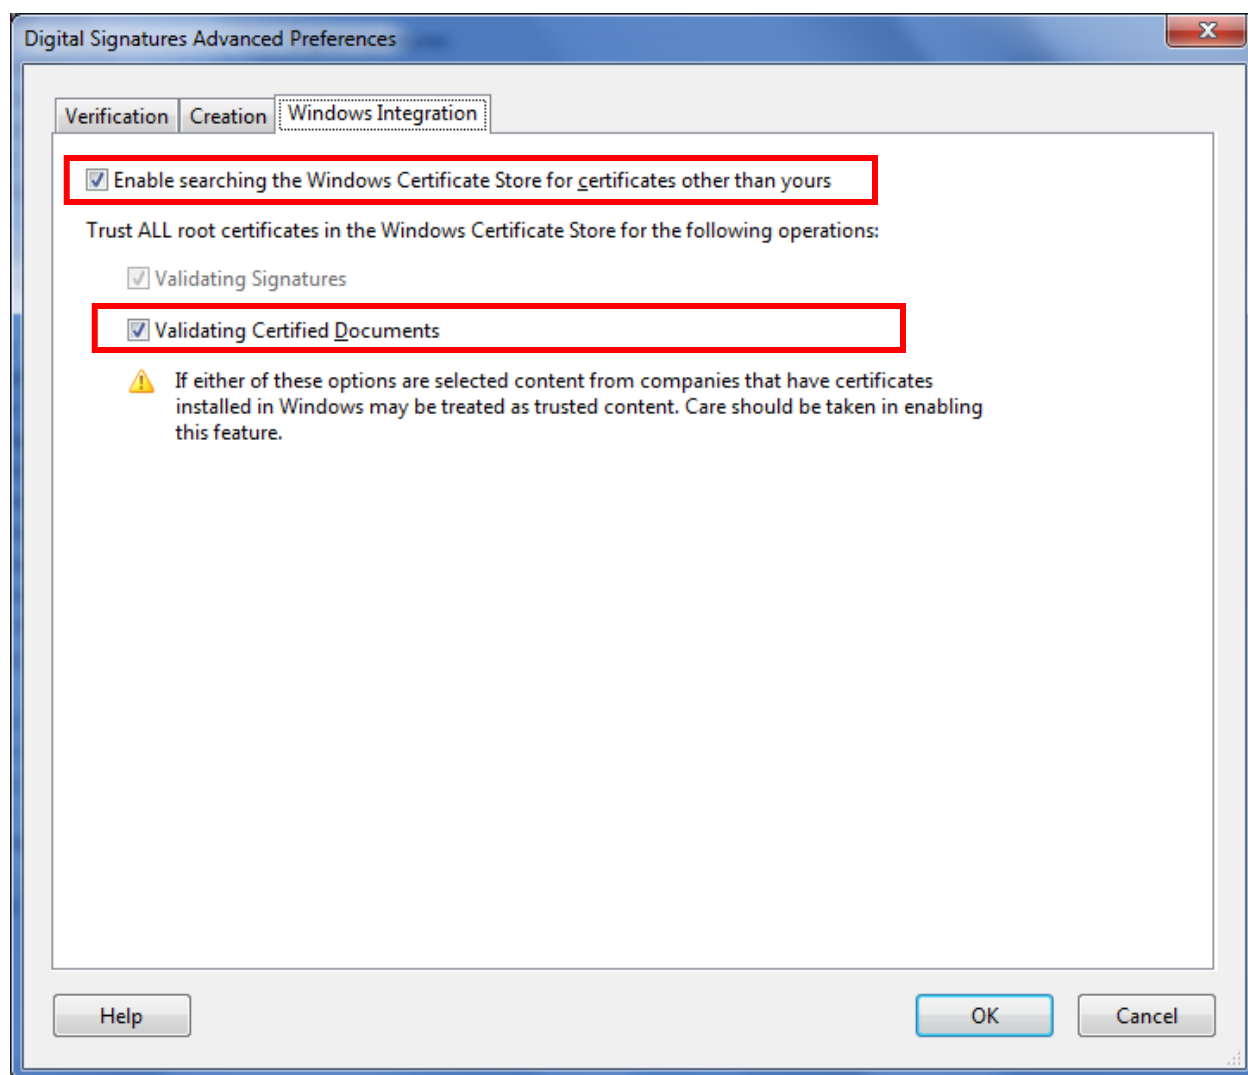 Digital Signatures Advanced Preferences
Verification Creation Windows Integration
Enable searching the Windows Certificate Store for certificates other than yours
Trust ALL root certificates in the Windows Certificate Store for the following operations:
Validating Signatures
Validating Certified Documents
If either of these options are selected content from companies that have certificates
installed in Windows may be treated as trusted content. Care should be taken in enabling
this feature.
Help OK Cancel